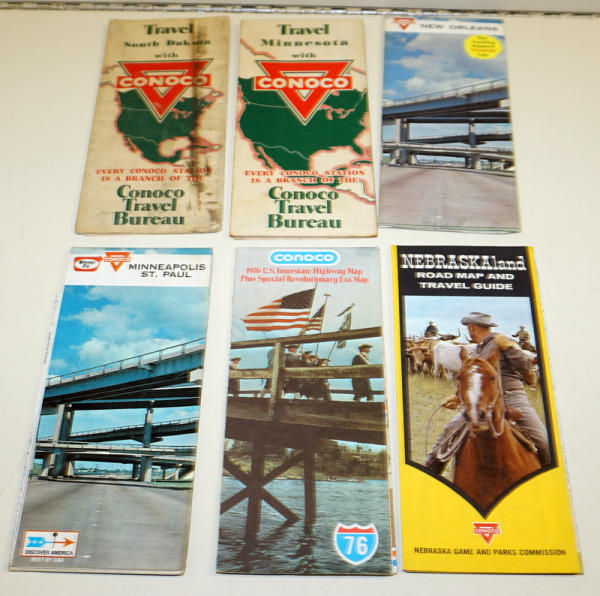 Travel
South Dakota
with
CONOCO
EVERY CONOCO STATION
IS A BRANCH OF THE
Conoco
Travel
Bureau
Travel
Minnesota
with
CONOCO
EVERY CONOCO STATION
IS A BRANCH OF THE
Conoco
Travel
Bureau
CONOCO
NEW ORLEANS
CONOCO
MINNEAPOLIS
ST. PAUL
DISCOVER AMERICA
BEST BY CAR
conoco
1976 U.S. Interstate Highway Map
Plus Special Revolutionary Era Map
76
NEBRASKAland
ROAD MAP AND
TRAVEL GUIDE
CONOCO
NEBRASKA GAME AND PARKS COMMISSION